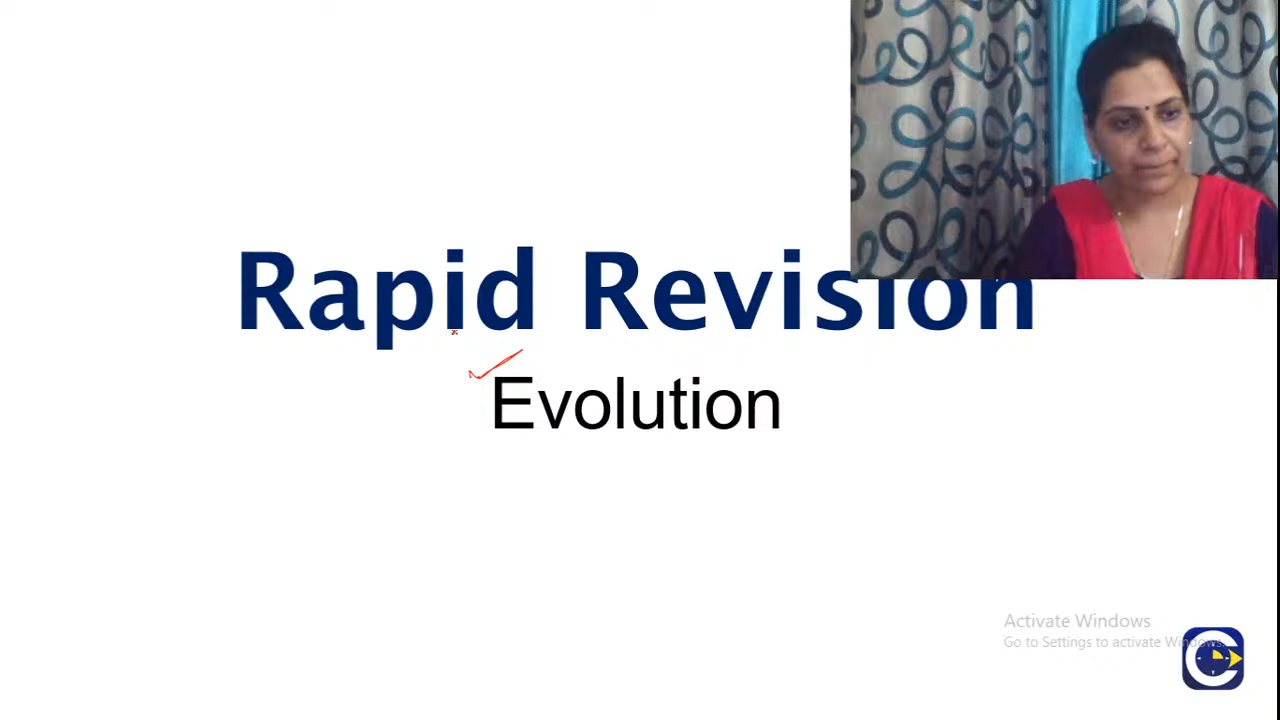 Rapid Revision
Evolution
Activate Windows
Go to Settings to activate Windows.